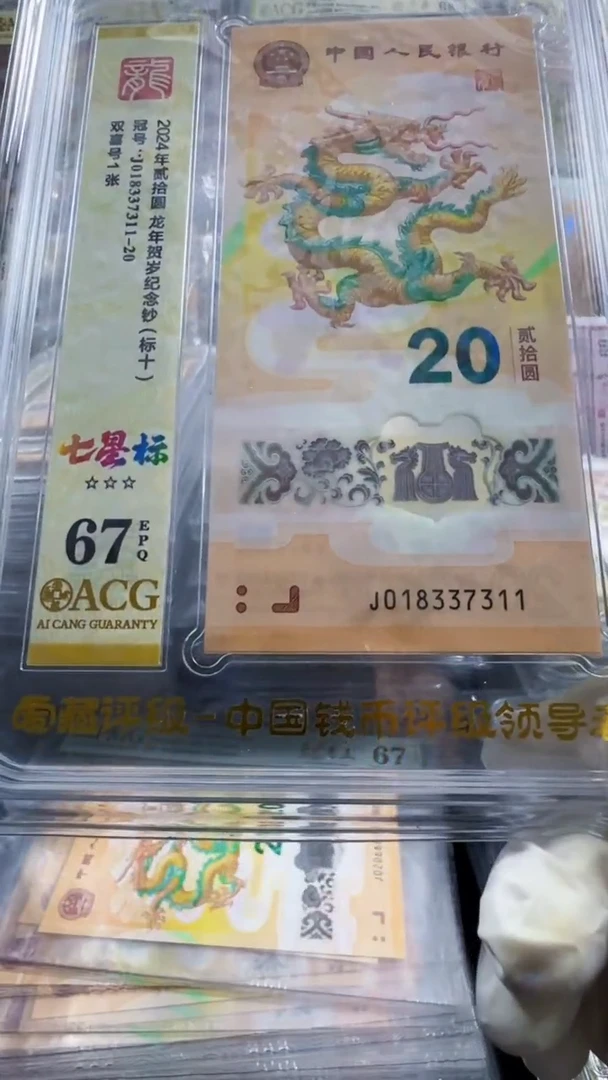 龍
2024年贰拾圆 龙年贺岁纪念钞(标十)
冠号:J018337311-20
双喜号1张
七星标
☆☆☆
67 EPQ
ACG
AI CANG GUARANTY
中国人民银行
20
贰拾圆
J018337311
藏评级-中国钱币评级领导
67